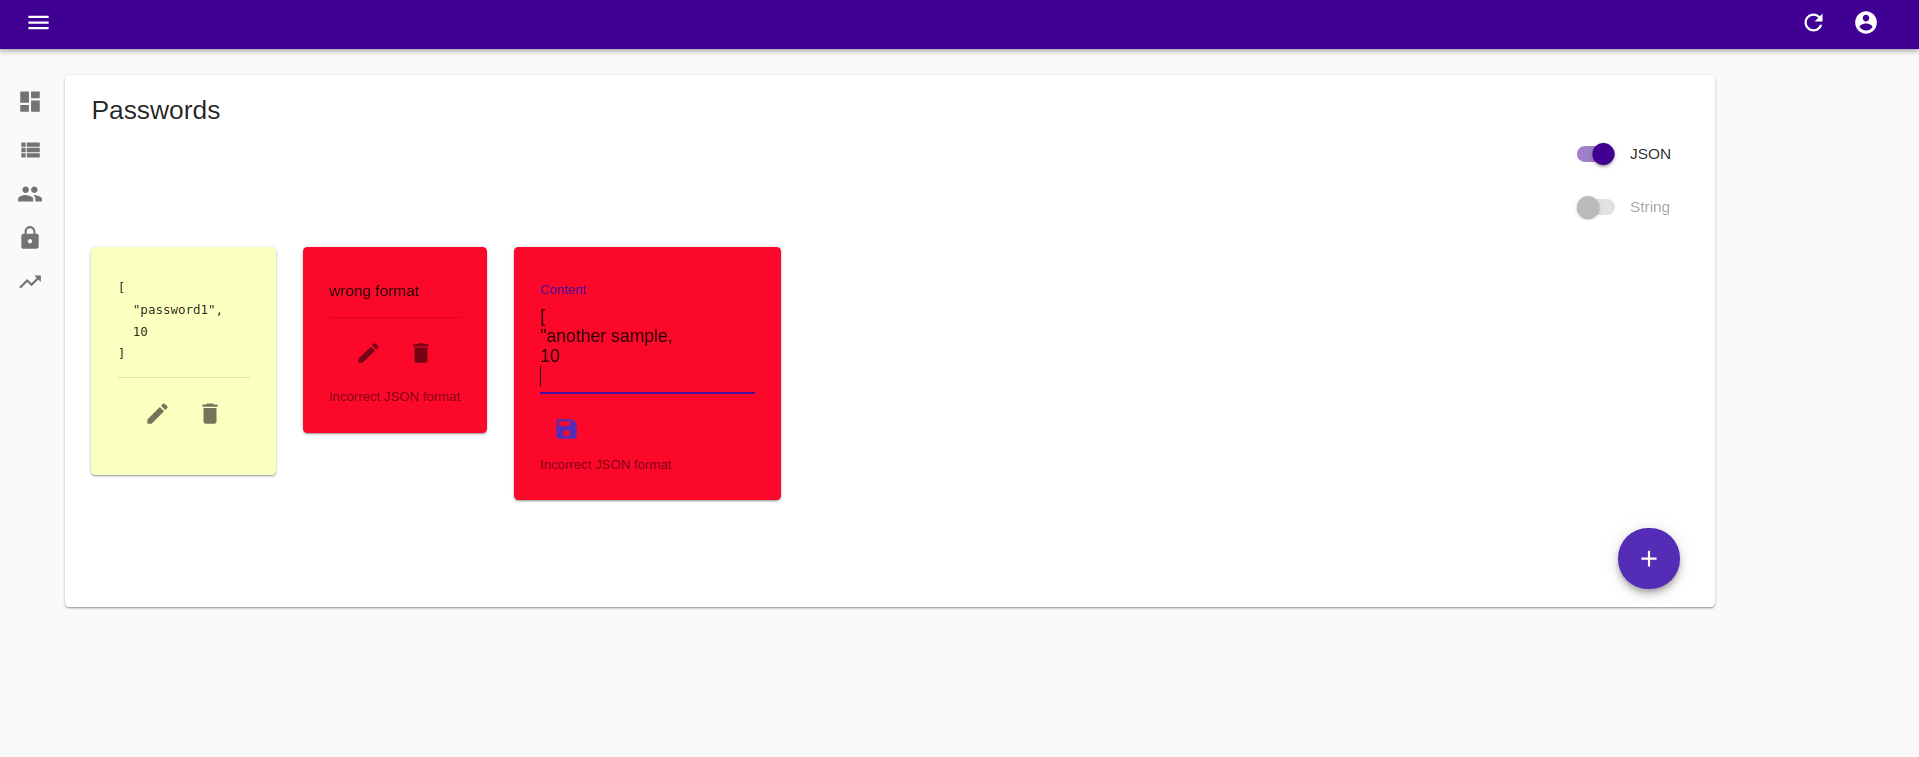 Passwords
JSON
String
[
"password1",
10
]
wrong format
Incorrect JSON format
Content
[
"another sample,
10
Incorrect JSON format